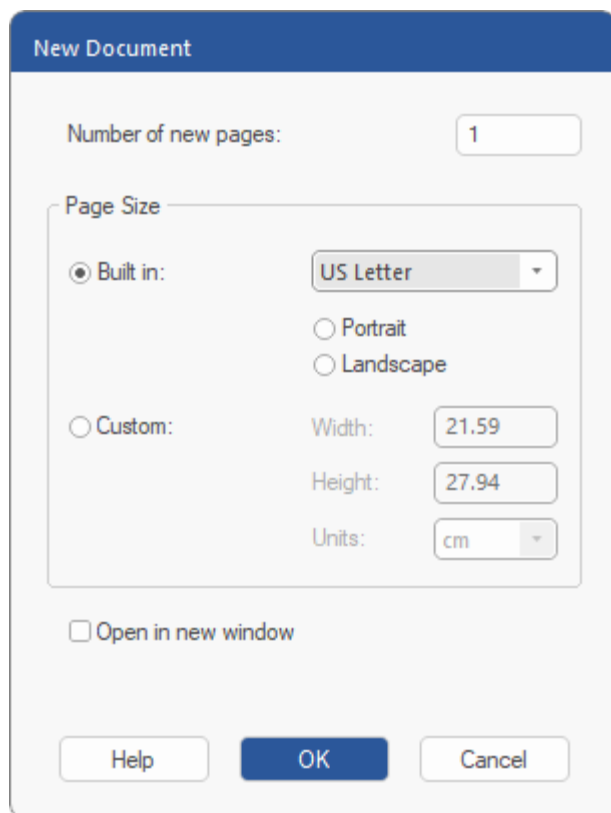 New Document
Number of new pages: 1
Page Size
Built in: US Letter
Portrait
Landscape
Custom: Width: 21.59
Height: 27.94
Units: cm
Open in new window
Help OK Cancel